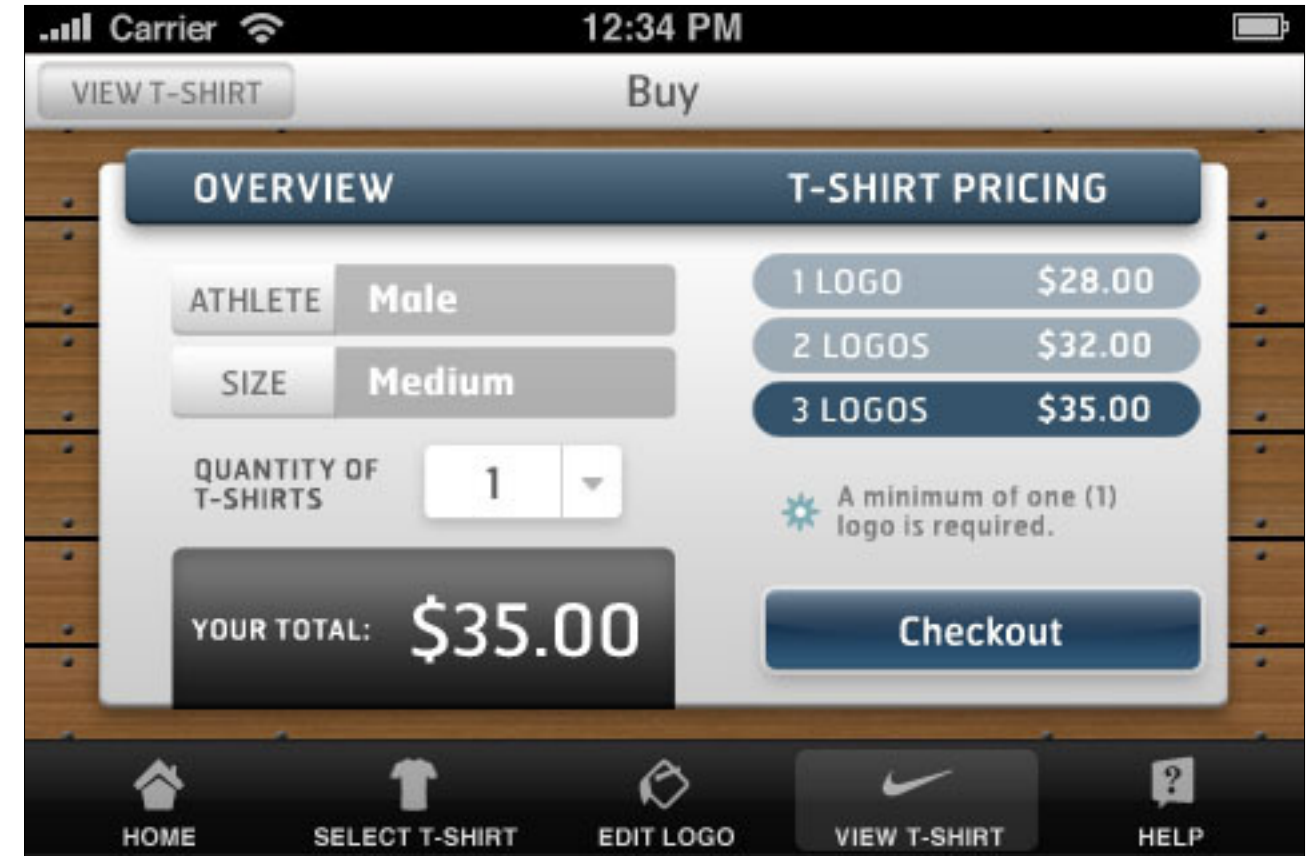 Carrier 12:34 PM
VIEW T-SHIRT Buy
OVERVIEW T-SHIRT PRICING
ATHLETE Male
SIZE Medium
QUANTITY OF
T-SHIRTS
1
YOUR TOTAL: $35.00
1 LOGO $28.00
2 LOGOS $32.00
3 LOGOS $35.00
A minimum of one (1)
logo is required.
Checkout
HOME SELECT T-SHIRT EDIT LOGO VIEW T-SHIRT ? HELP